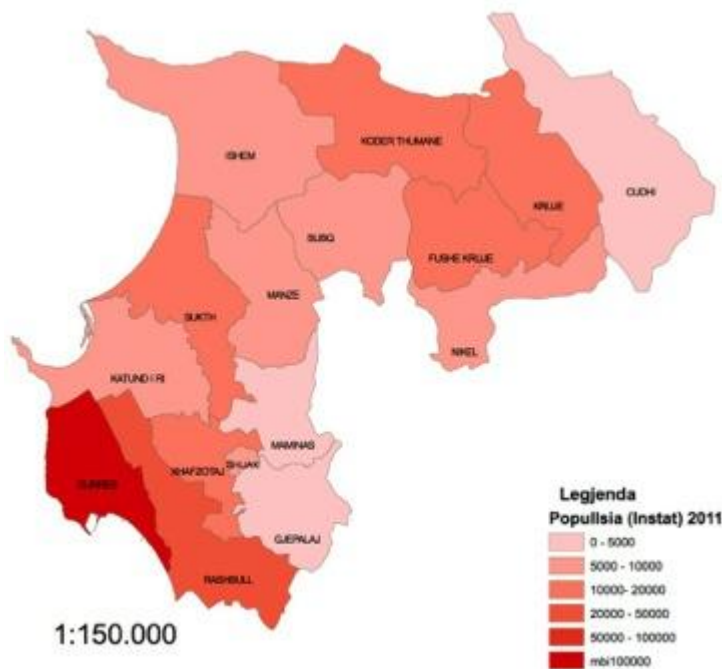 KODER THUMANE
ISHEM
KRUJE
CUDHI
BUBQ
FUSHE KRUJE
MANZE
SUKTH
NIKEL
KATUND I RI
MAMINAS
XHAFZOTAJ
SHIJAK
DURRES
GJEPALAJ
RASHBULL
1:150.000
Legjenda
Popullsia (Instat) 2011
0 - 5000
5000 - 10000
10000- 20000
20000 - 50000
50000 - 100000
mbi100000